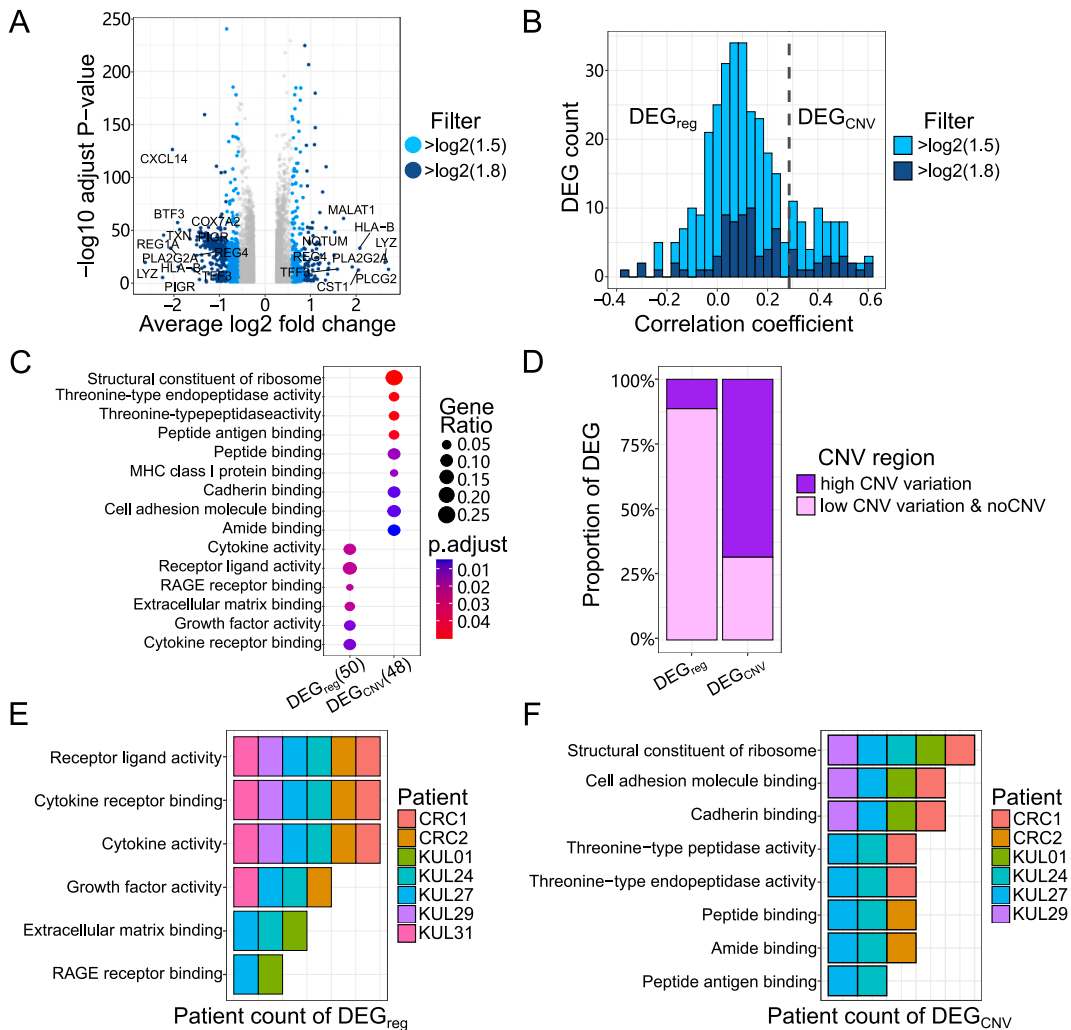 A
250
200
150
100
50
0
−log10 adjust P−value
CXCL14
BTF3
COX7A2
TXN
PIGR
REG1A
REG4
PLA2G2A
HLA−B
LYZ
TFF3
PIGR
MALAT1
HLA−B
NOTUM
LYZ
REG4
PLA2G2A
TFF3
CST1
PLCG2
−2 −1 0 1 2
Average log2 fold change
Filter
>log2(1.5)
>log2(1.8)
B
30
20
10
0
DEG count
DEGreg
DEGCNV
−0.4 −0.2 0.0 0.2 0.4 0.6
Correlation coefficient
Filter
>log2(1.5)
>log2(1.8)
C
Structural constituent of ribosome
Threonine−type endopeptidase activity
Threonine−typepeptidaseactivity
Peptide antigen binding
Peptide binding
MHC class I protein binding
Cadherin binding
Cell adhesion molecule binding
Amide binding
Cytokine activity
Receptor ligand activity
RAGE receptor binding
Extracellular matrix binding
Growth factor activity
Cytokine receptor binding
DEGreg(50)
DEGCNV(48)
Gene
Ratio
0.05
0.10
0.15
0.20
0.25
p.adjust
0.01
0.02
0.03
0.04
D
100%
75%
50%
25%
0%
Proportion of DEG
DEGreg
DEGCNV
CNV region
high CNV variation
low CNV variation & noCNV
E
Receptor ligand activity
Cytokine receptor binding
Cytokine activity
Growth factor activity
Extracellular matrix binding
RAGE receptor binding
Patient count of DEGreg
Patient
CRC1
CRC2
KUL01
KUL24
KUL27
KUL29
KUL31
F
Structural constituent of ribosome
Cell adhesion molecule binding
Cadherin binding
Threonine−type peptidase activity
Threonine−type endopeptidase activity
Peptide binding
Amide binding
Peptide antigen binding
Patient count of DEGCNV
Patient
CRC1
CRC2
KUL01
KUL24
KUL27
KUL29